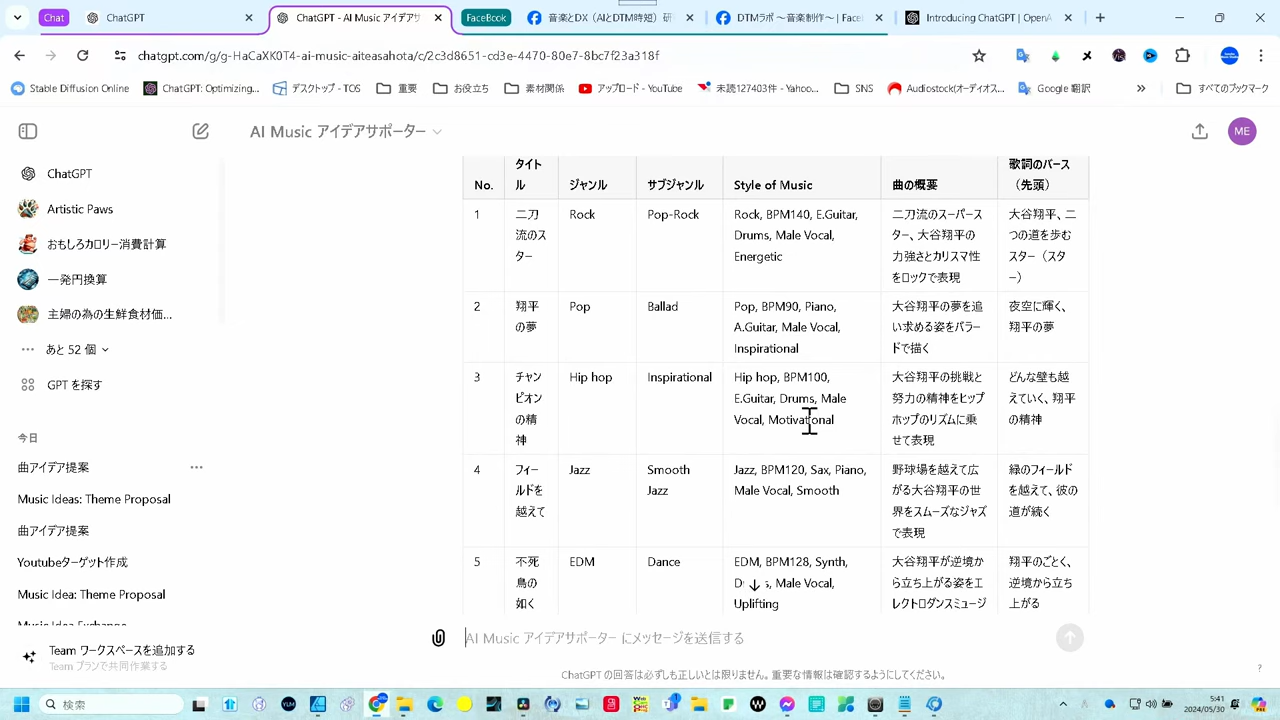 Chat
ChatGPT
ChatGPT - AI Music アイデアサ
FaceBook
音楽とDX（AIとDTM時短）研
DTMラボ ～音楽制作～ | Face
Introducing ChatGPT | OpenA
chatgpt.com/g/g-HaCaXK0T4-ai-music-aiteasahota/c/2c3d8651-cd3e-4470-80e7-8bc7f23a318f
Stable Diffusion Online
ChatGPT: Optimizing...
デスクトップ - TOS
重要
お役立ち
素材関係
アップロード - YouTube
未読127403件 - Yahoo...
SNS
Audiostock(オーディオス...
Google 翻訳
すべてのブックマーク
AI Music アイデアサポーター
ME
ChatGPT
Artistic Paws
おもしろカロリー消費計算
一発円換算
主婦の為の生鮮食材価...
あと 52 個
GPT を探す
今日
曲アイデア提案
Music Ideas: Theme Proposal
曲アイデア提案
Youtubeターゲット作成
Music Idea: Theme Proposal
Music Idea Exchange
Team ワークスペースを追加する
Team プランで共同作業する
No.
タイト
ル
ジャンル
サブジャンル
Style of Music
曲の概要
歌詞のバース
（先頭）
1
二刀
流のス
ター
Rock
Pop-Rock
Rock, BPM140, E.Guitar,
Drums, Male Vocal,
Energetic
二刀流のスーパース
ター、大谷翔平の
力強さとカリスマ性
をロックで表現
大谷翔平、二
つの道を歩む
スター（スタ
ー）
2
翔平
の夢
Pop
Ballad
Pop, BPM90, Piano,
A.Guitar, Male Vocal,
Inspirational
大谷翔平の夢を追
い求める姿をバラー
ドで描く
夜空に輝く、
翔平の夢
3
チャン
ピオン
の精
神
Hip hop
Inspirational
Hip hop, BPM100,
E.Guitar, Drums, Male
Vocal, Motivational
大谷翔平の挑戦と
努力の精神をヒップ
ホップのリズムに乗
せて表現
どんな壁も越
えていく、翔平
の精神
4
フィー
ルドを
越えて
Jazz
Smooth
Jazz
Jazz, BPM120, Sax, Piano,
Male Vocal, Smooth
野球場を越えて広
がる大谷翔平の世
界をスムーズなジャズ
で表現
緑のフィールド
を越えて、彼の
道が続く
5
不死
鳥の
如く
EDM
Dance
EDM, BPM128, Synth,
Male Vocal,
Uplifting
大谷翔平が逆境か
ら立ち上がる姿をエ
レクトロダンスミュージ
翔平のごとく、
逆境から立ち
上がる
AI Music アイデアサポーター にメッセージを送信する
ChatGPT の回答は必ずしも正しいとは限りません。重要な情報は確認するようにしてください。
?
検索
5:41
2024/05/30